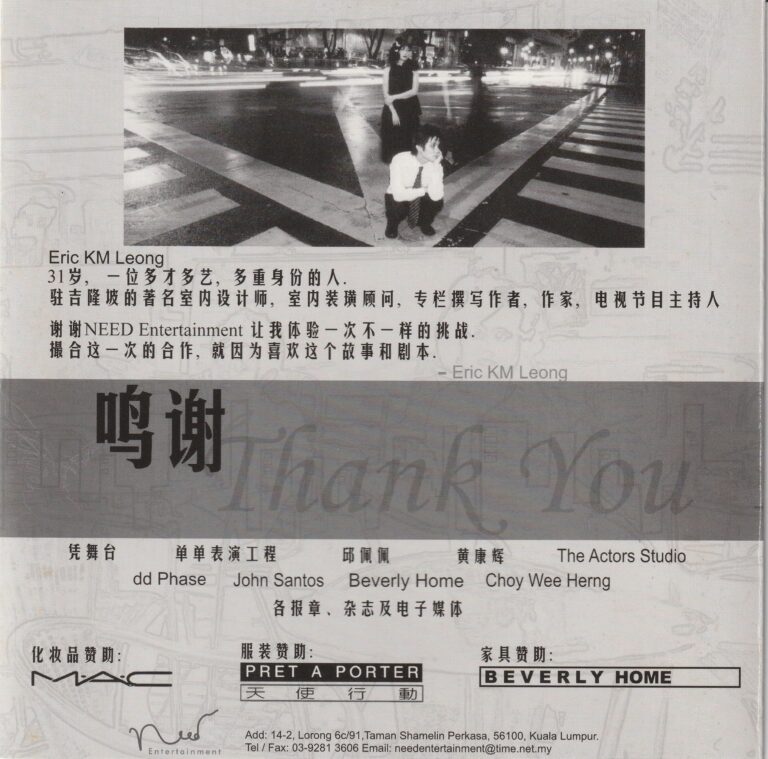 Eric KM Leong
31岁，一位多才多艺，多重身份的人.
驻吉隆坡的著名室内设计师，室内装璜顾问，专栏撰写作者，作家，电视节目主持人
谢谢NEED Entertainment 让我体验一次不一样的挑战.
撮合这一次的合作，就因为喜欢这个故事和剧本.
– Eric KM Leong
鸣谢 Thank You
凭舞台 单单表演工程 邱佩佩 黄康辉 The Actors Studio
dd Phase John Santos Beverly Home Choy Wee Herng
各报章、杂志及电子媒体
化妆品赞助: 服装赞助: 家具赞助:
M·A·C PRET A PORTER BEVERLY HOME
天使行動
Need
Entertainment
Add: 14-2, Lorong 6c/91,Taman Shamelin Perkasa, 56100, Kuala Lumpur.
Tel / Fax: 03-9281 3606 Email: needentertainment@time.net.my